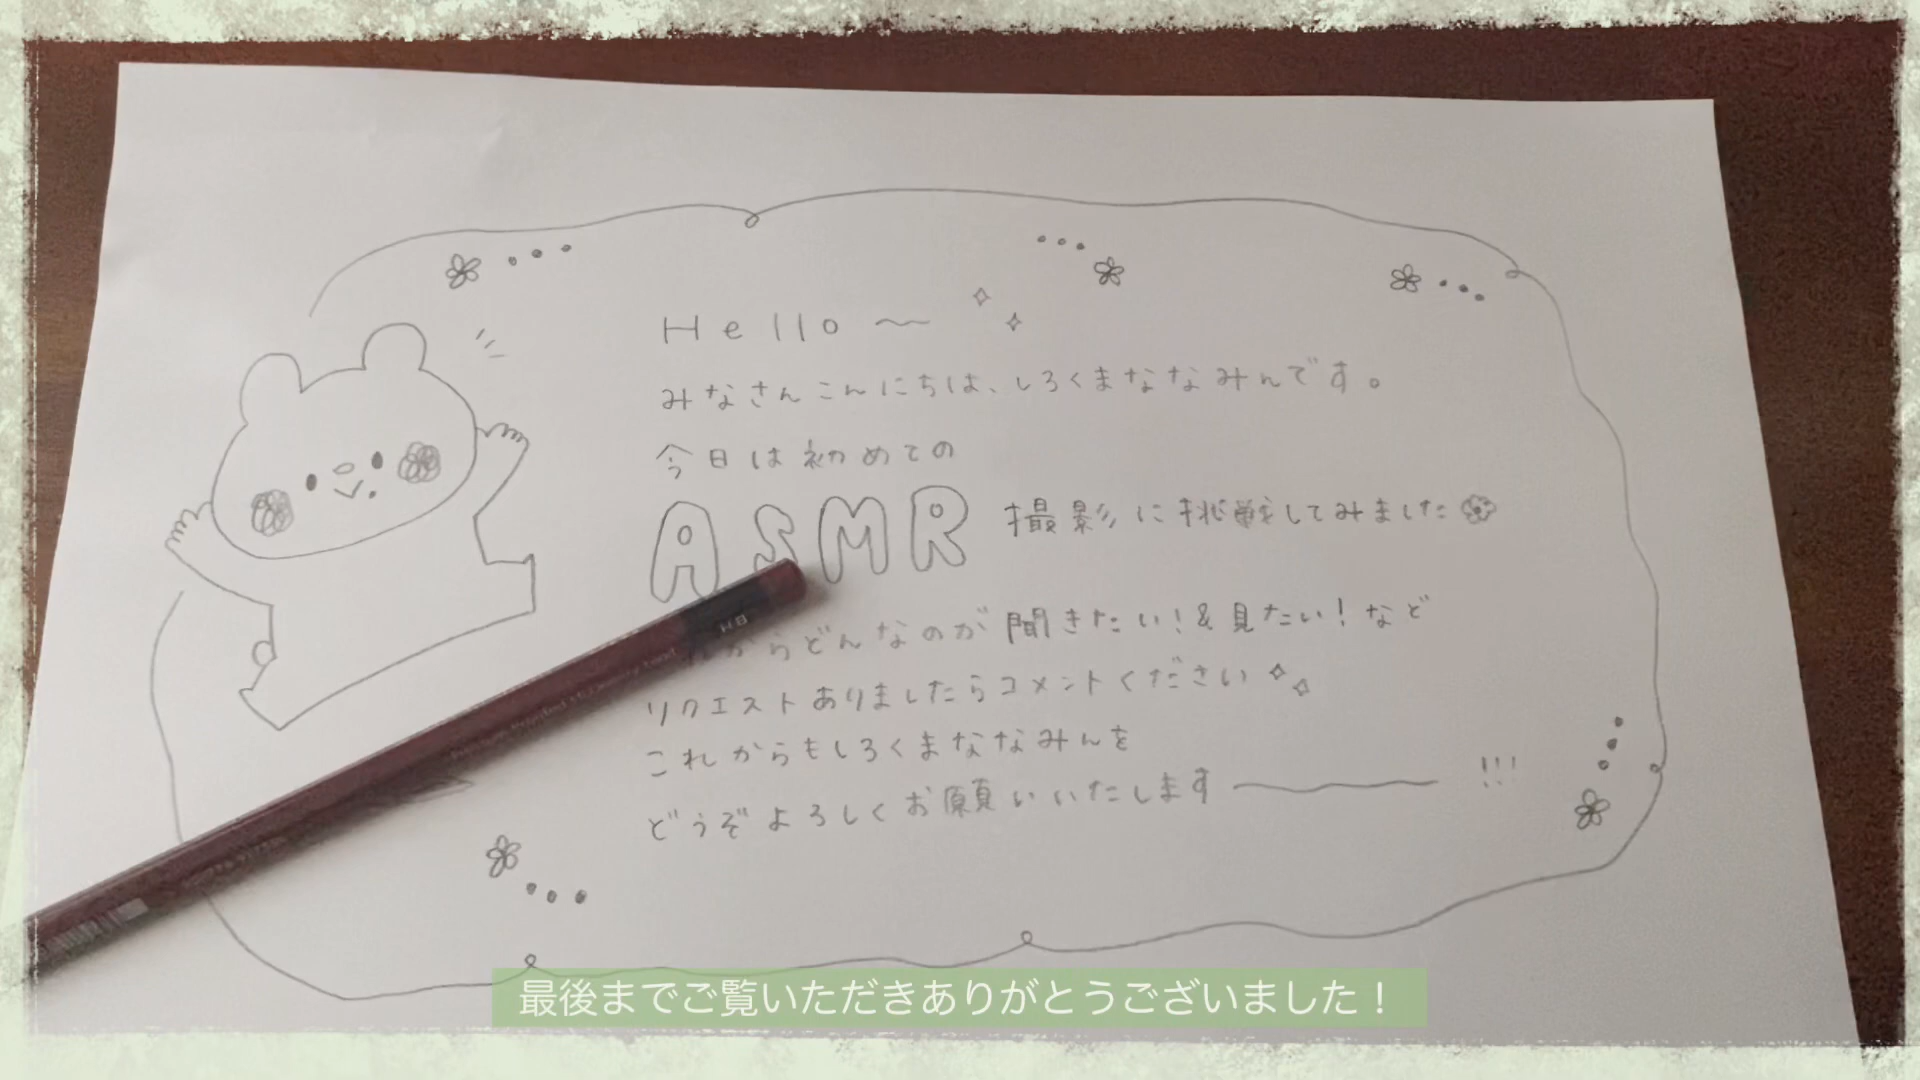 Hello〜
みなさんこんにちは、しろくまななみんです。
今日は初めての
ASMR撮影に挑戦してみました
からどんなのが聞きたい!&見たい!など
リクエストありましたらコメントください
これからもしろくまななみんを
どうぞよろしくお願いいたします―――!!!
HB
最後までご覧いただきありがとうございました！